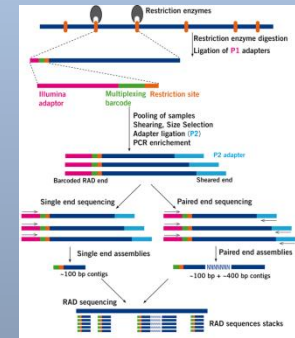 Restriction enzymes
Restriction enzyme digestion
Ligation of P1 adapters
Illumina
adaptor
Multiplexing
barcode
Restriction site
Pooling of samples
Shearing, Size Selection
Adapter ligation (P2)
PCR enrichement
P2 adapter
Barcoded RAD end
Sheared end
Single end sequencing
Paired end sequencing
Single end assemblies
Paired end assemblies
~100 bp contigs
NNNNNN
~100 bp + ~400 bp contigs
RAD sequencing
RAD sequences stacks